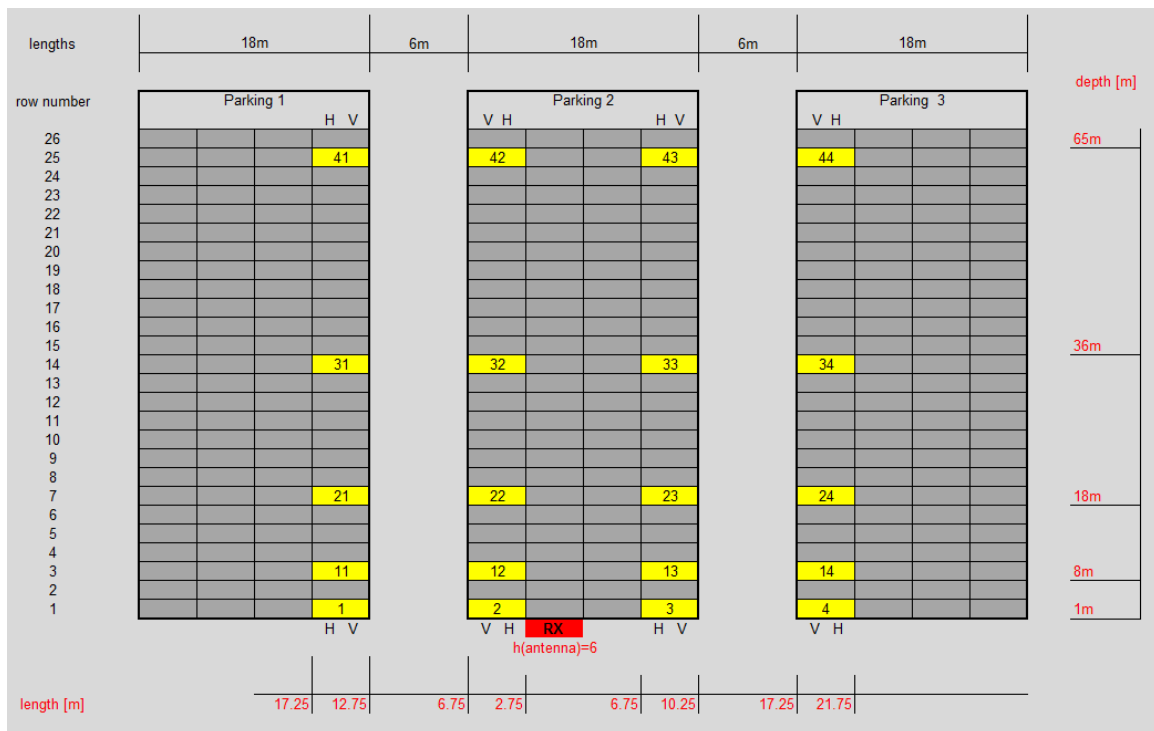 lengths 18m 6m 18m 6m 18m
depth [m]
row number Parking 1 Parking 2 Parking 3
H V V H H V V H
26 65m
25 41 42 43 44
24
23
22
21
20
19
18
17
16
15 36m
14 31 32 33 34
13
12
11
10
9
8
7 21 22 23 24 18m
6
5
4
3 11 12 13 14 8m
2
1 1 2 3 4 1m
H V V H RX H V V H
h(antenna)=6
length [m] 17.25 12.75 6.75 2.75 6.75 10.25 17.25 21.75